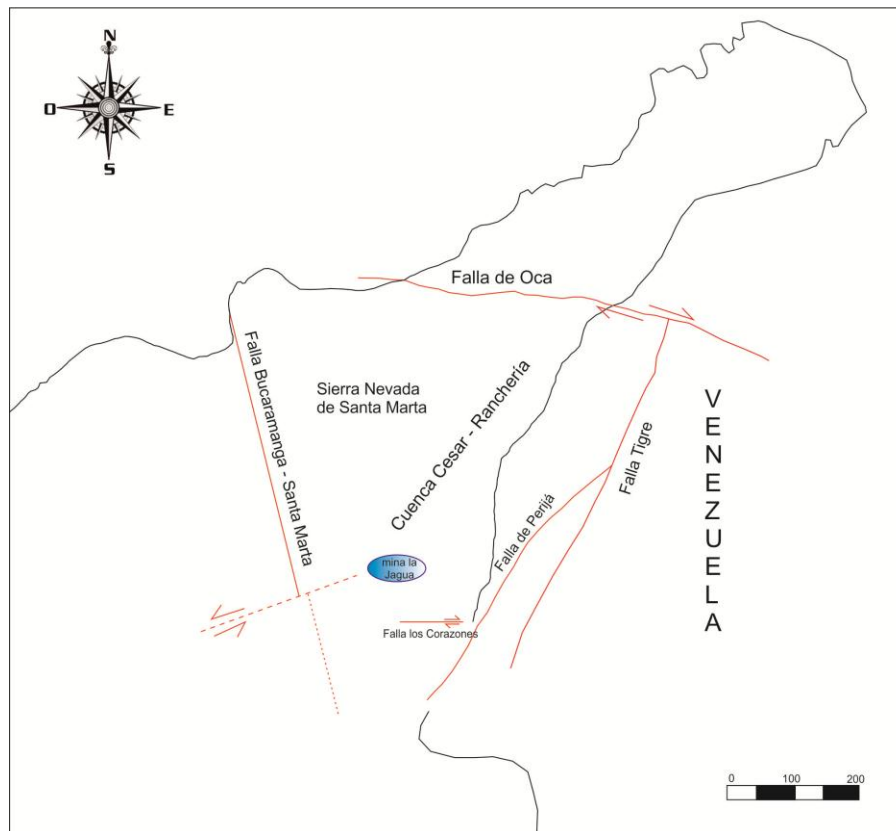 N
O
E
S
Falla de Oca
Falla Bucaramanga - Santa Marta
Sierra Nevada
de Santa Marta
Cuenca Cesar - Ranchería
VENEZUELA
Falla Tigre
Falla de Perijá
mina la
Jagua
Falla los Corazones
0 100 200